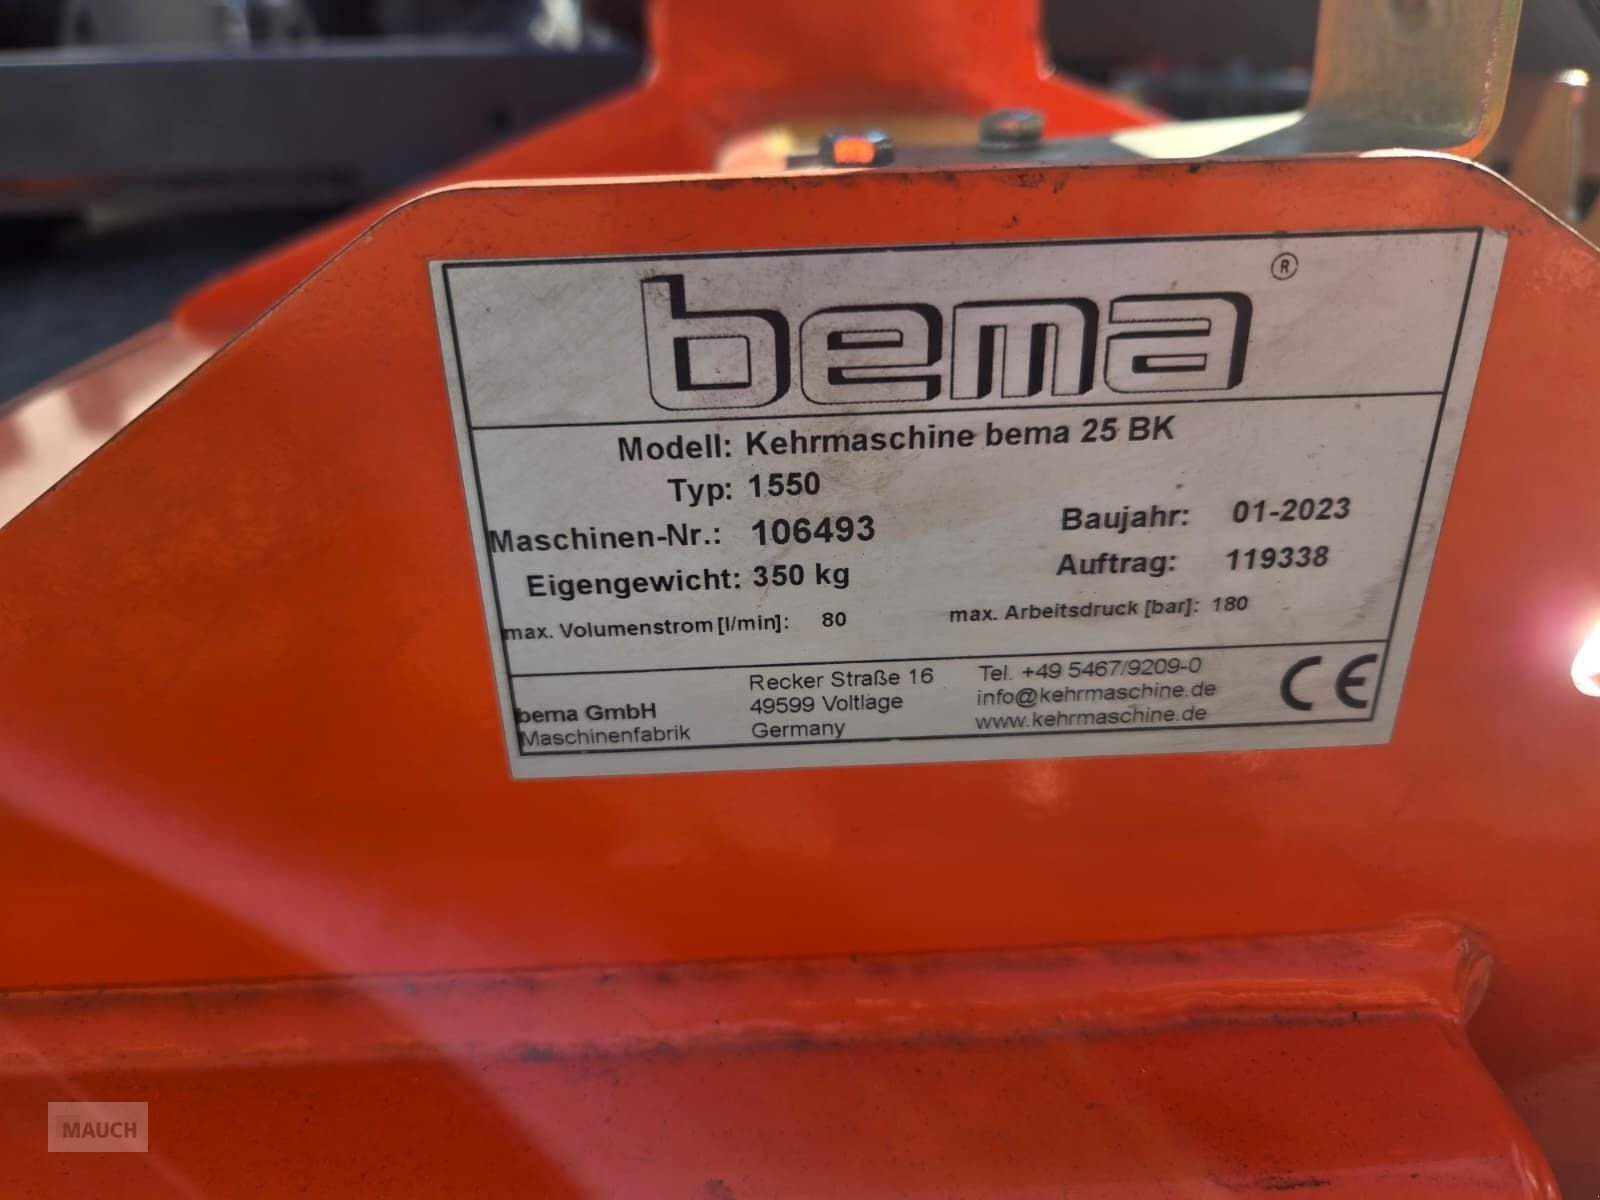 bema ®
Modell: Kehrmaschine bema 25 BK
Typ: 1550
Maschinen-Nr.: 106493 Baujahr: 01-2023
Eigengewicht: 350 kg Auftrag: 119338
max. Volumenstrom [l/min]: 80 max. Arbeitsdruck [bar]: 180
bema GmbH
Maschinenfabrik
Recker Straße 16
49599 Voltlage
Germany
Tel. +49 5467/9209-0
info@kehrmaschine.de
www.kehrmaschine.de
CE
MAUCH